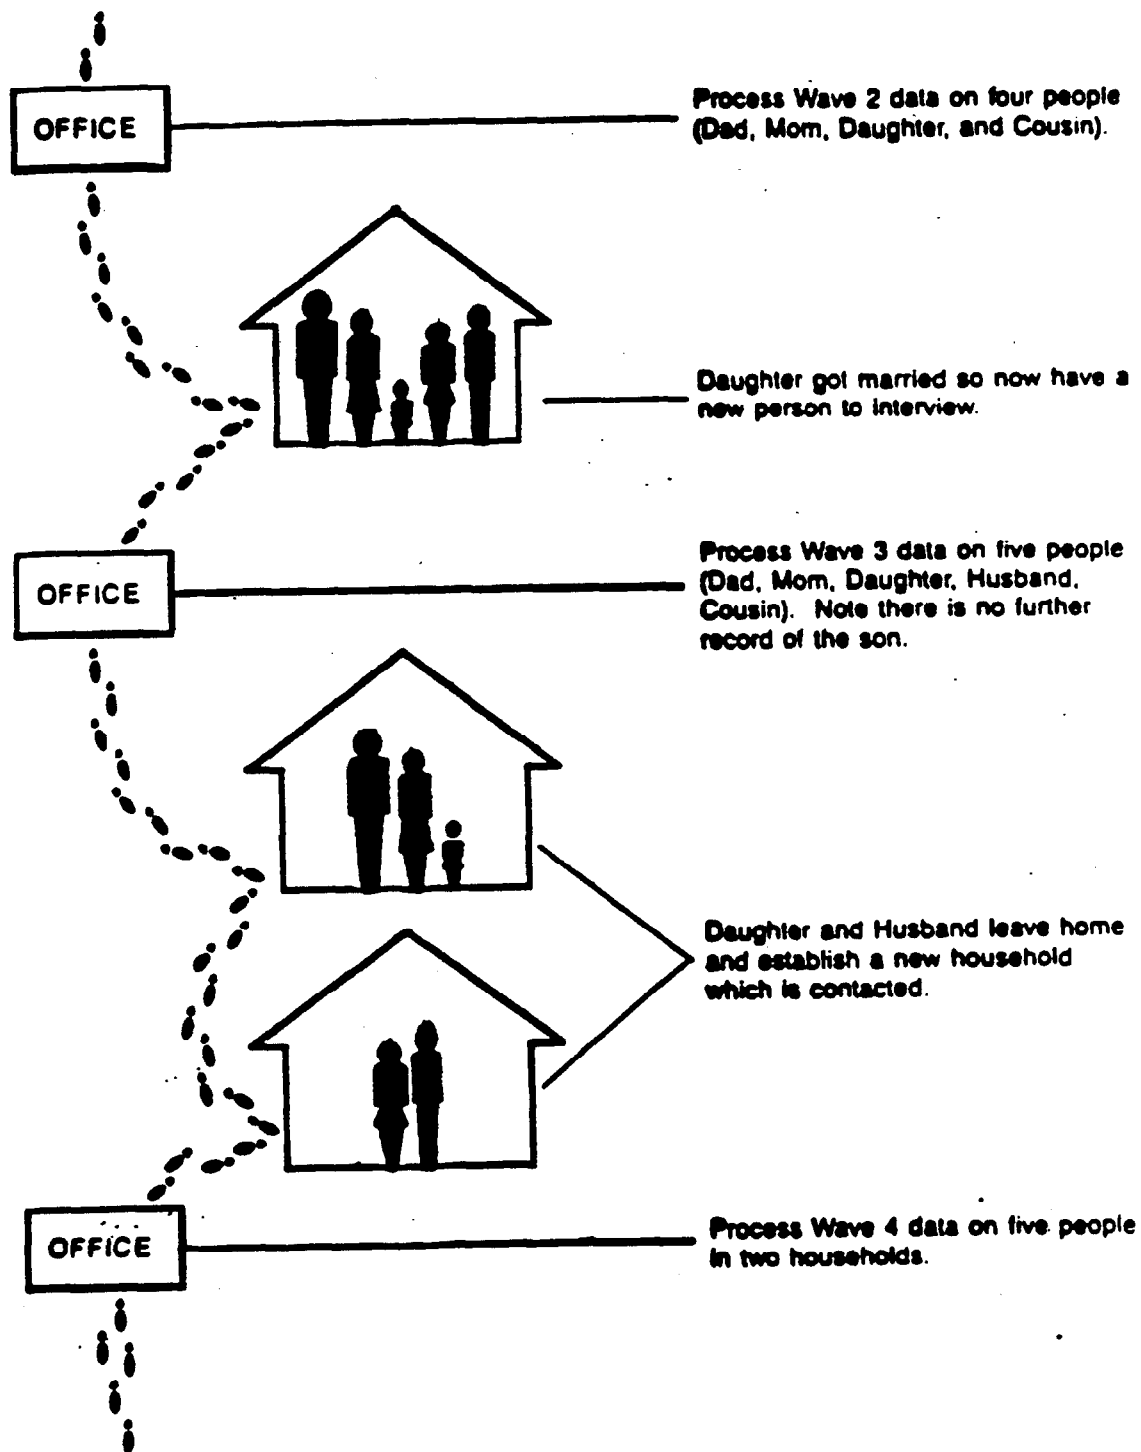 OFFICE
Process Wave 2 data on four people
(Dad, Mom, Daughter, and Cousin).
Daughter got married so now have a
new person to interview.
OFFICE
Process Wave 3 data on five people
(Dad, Mom, Daughter, Husband,
Cousin). Note there is no further
record of the son.
Daughter and Husband leave home
and establish a new household
which is contacted.
OFFICE
Process Wave 4 data on five people
in two households.